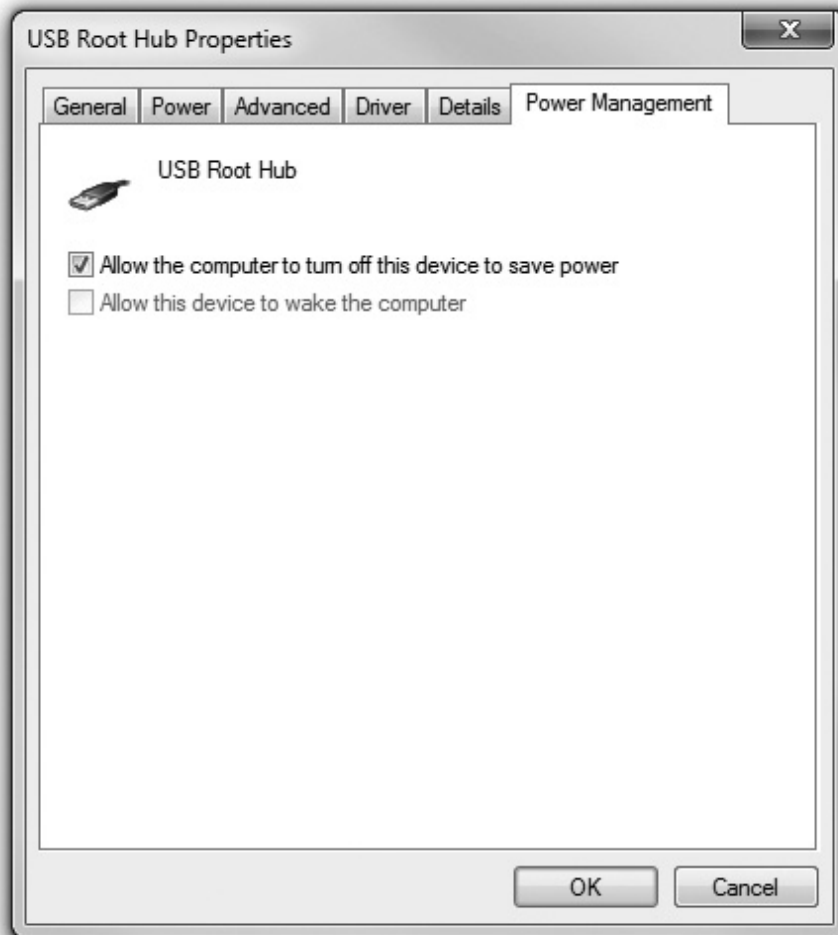 USB Root Hub Properties
X
General Power Advanced Driver Details Power Management
USB Root Hub
Allow the computer to turn off this device to save power
Allow this device to wake the computer
OK Cancel